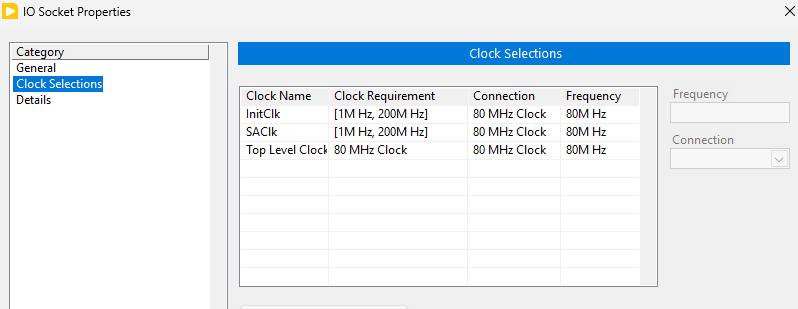 IO Socket Properties
Category
General
Clock Selections
Details
Clock Selections
Clock Name Clock Requirement Connection Frequency
InitClk [1M Hz, 200M Hz] 80 MHz Clock 80M Hz
SAClk [1M Hz, 200M Hz] 80 MHz Clock 80M Hz
Top Level Clock 80 MHz Clock 80 MHz Clock 80M Hz
Frequency
Connection